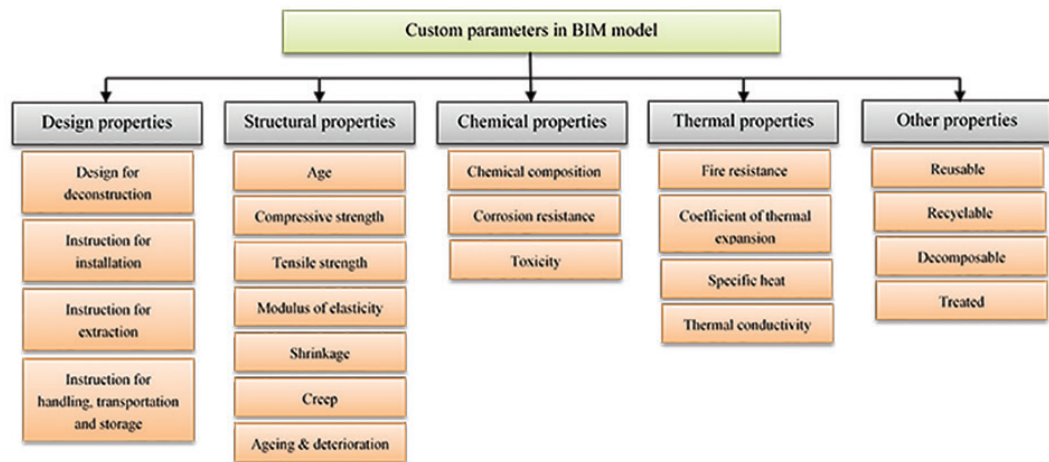 Custom parameters in BIM model
Design properties
Design for
deconstruction
Instruction for
installation
Instruction for
extraction
Instruction for
handling, transportation
and storage
Structural properties
Age
Compressive strength
Tensile strength
Modulus of elasticity
Shrinkage
Creep
Ageing & deterioration
Chemical properties
Chemical composition
Corrosion resistance
Toxicity
Thermal properties
Fire resistance
Coefficient of thermal
expansion
Specific heat
Thermal conductivity
Other properties
Reusable
Recyclable
Decomposable
Treated